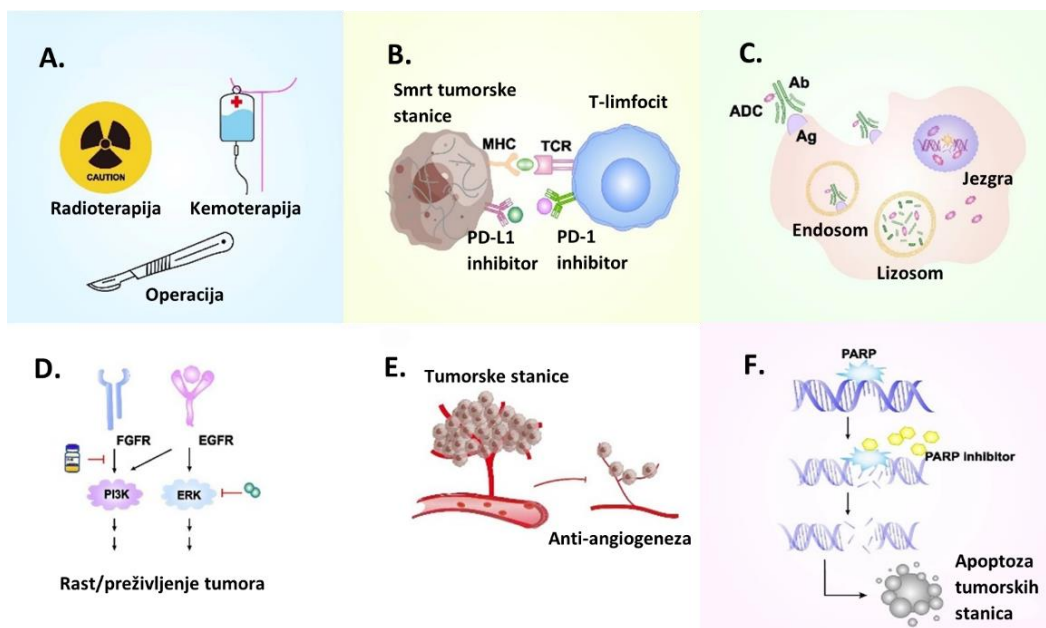 A.
CAUTION
Radioterapija
Kemoterapija
Operacija
B.
Smrt tumorske
stanice
T-limfocit
MHC
TCR
PD-L1
inhibitor
PD-1
inhibitor
C.
Ab
ADC
Ag
Jezgra
Endosom
Lizosom
D.
FGFR
EGFR
PI3K
ERK
Rast/preživljenje tumora
E.
Tumorske stanice
Anti-angiogeneza
F.
PARP
PARP inhibitor
Apoptoza
tumorskih
stanica